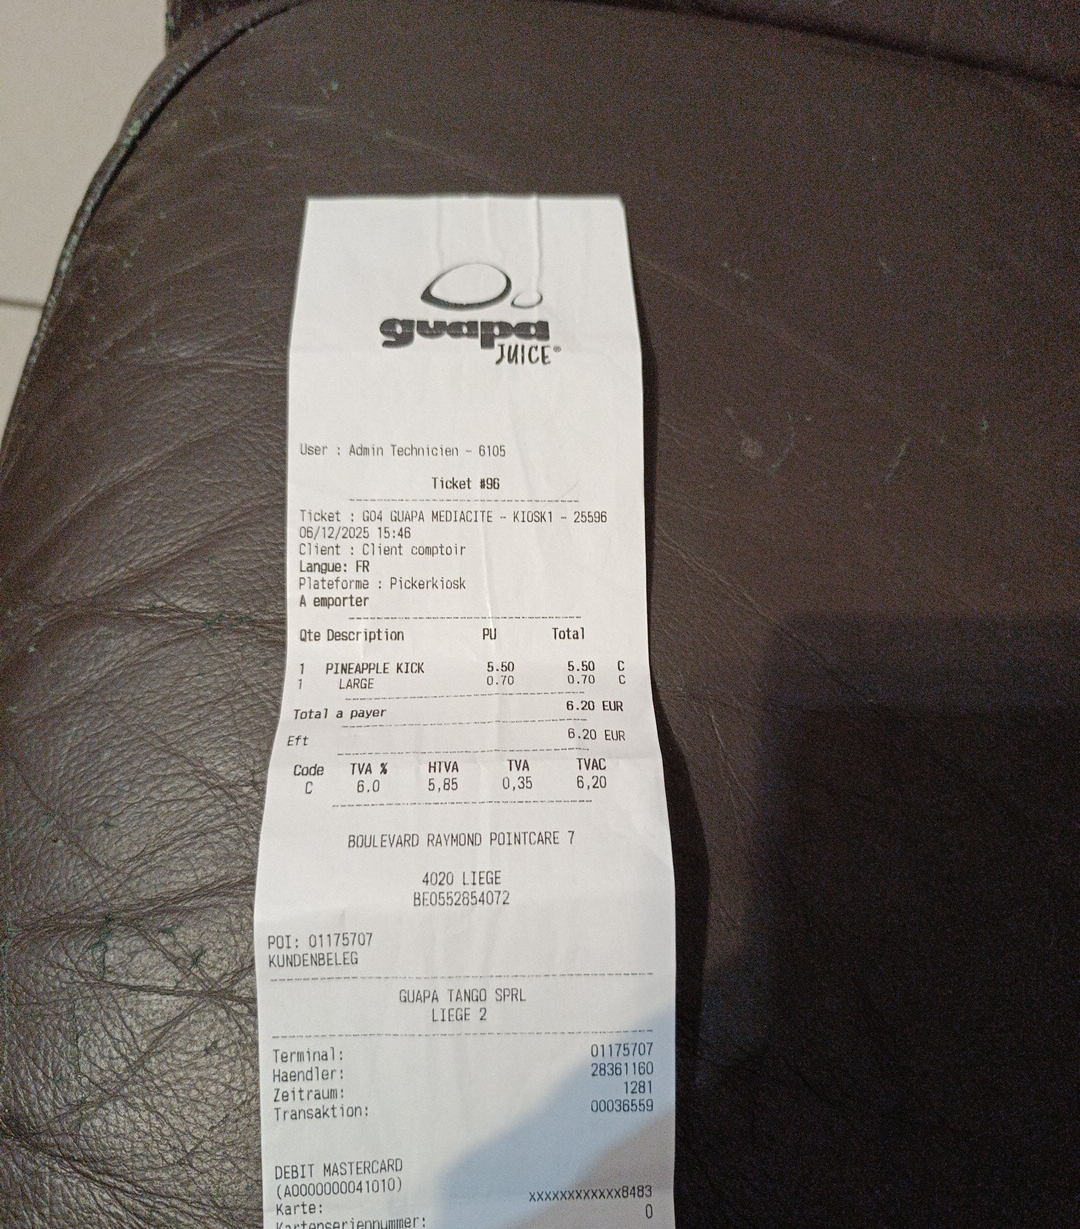 guapa
JUICE®
User : Admin Technicien - 6105
Ticket #96
Ticket : G04 GUAPA MEDIACITE - KIOSK1 - 25596
06/12/2025 15:46
Client : Client comptoir
Langue: FR
Plateforme : Pickerkiosk
A emporter
Qte Description PU Total
1 PINEAPPLE KICK 5.50 5.50 C
1 LARGE 0.70 0.70 C
Total a payer 6.20 EUR
Eft 6.20 EUR
Code TVA % HTVA TVA TVAC
C 6.0 5,85 0,35 6,20
BOULEVARD RAYMOND POINTCARE 7
4020 LIEGE
BE0552854072
POI: 01175707
KUNDENBELEG
GUAPA TANGO SPRL
LIEGE 2
Terminal: 01175707
Haendler: 28361160
Zeitraum: 1281
Transaktion: 00036559
DEBIT MASTERCARD
(A0000000041010)
Karte: xxxxxxxxxxxx8483
Kartenseriennummer: 0